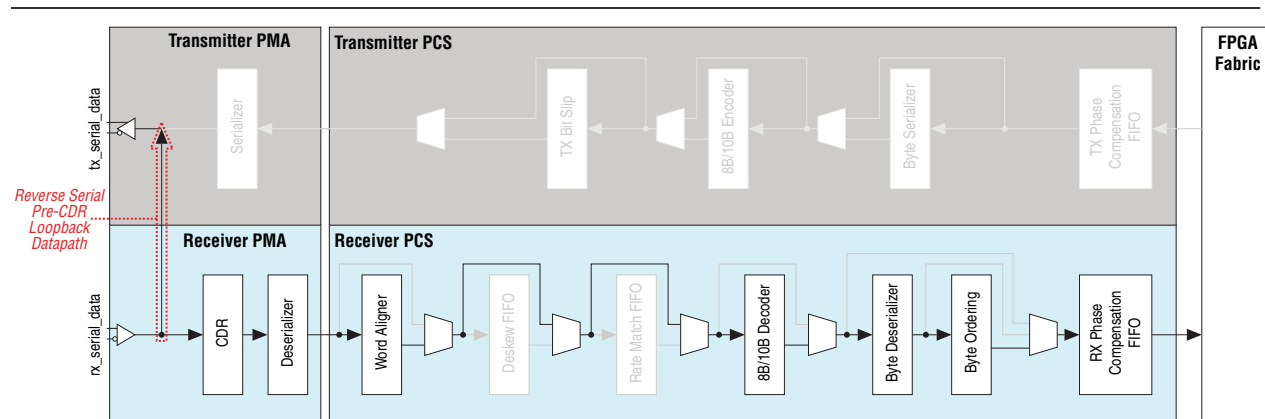 Transmitter PMA
Transmitter PCS
FPGA
Fabric
tx_serial_data
Serializer
TX Bit Slip
8B/10B Encoder
Byte Serializer
TX Phase
Compensation
FIFO
Reverse Serial
Pre-CDR
Loopback
Datapath
Receiver PMA
Receiver PCS
rx_serial_data
CDR
Deserializer
Word Aligner
Deskew FIFO
Rate Match FIFO
8B/10B Decoder
Byte Deserializer
Byte Ordering
RX Phase
Compensation
FIFO